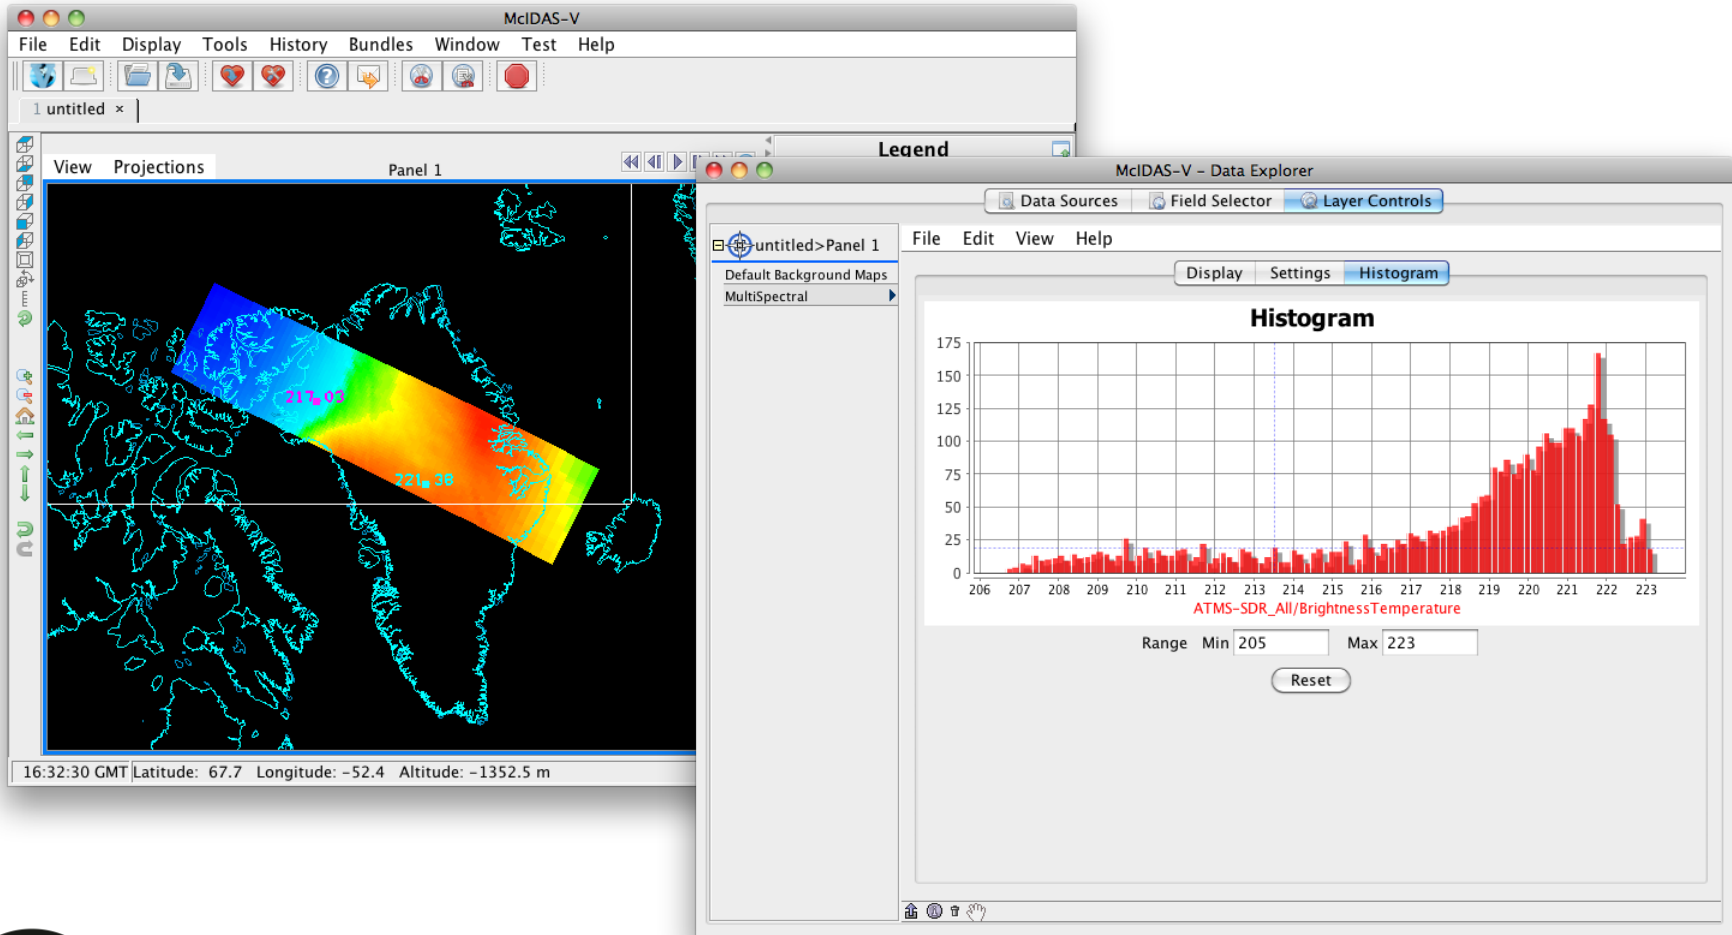 McIDAS-V
File Edit Display Tools History Bundles Window Test Help
1 untitled ×
View Projections
Panel 1
Legend
217.03
221.38
16:32:30 GMT Latitude: 67.7 Longitude: -52.4 Altitude: -1352.5 m
McIDAS-V - Data Explorer
Data Sources Field Selector Layer Controls
untitled>Panel 1
Default Background Maps
MultiSpectral
File Edit View Help
Display Settings Histogram
Histogram
175
150
125
100
75
50
25
0
206 207 208 209 210 211 212 213 214 215 216 217 218 219 220 221 222 223
ATMS-SDR_All/BrightnessTemperature
Range Min 205 Max 223
Reset